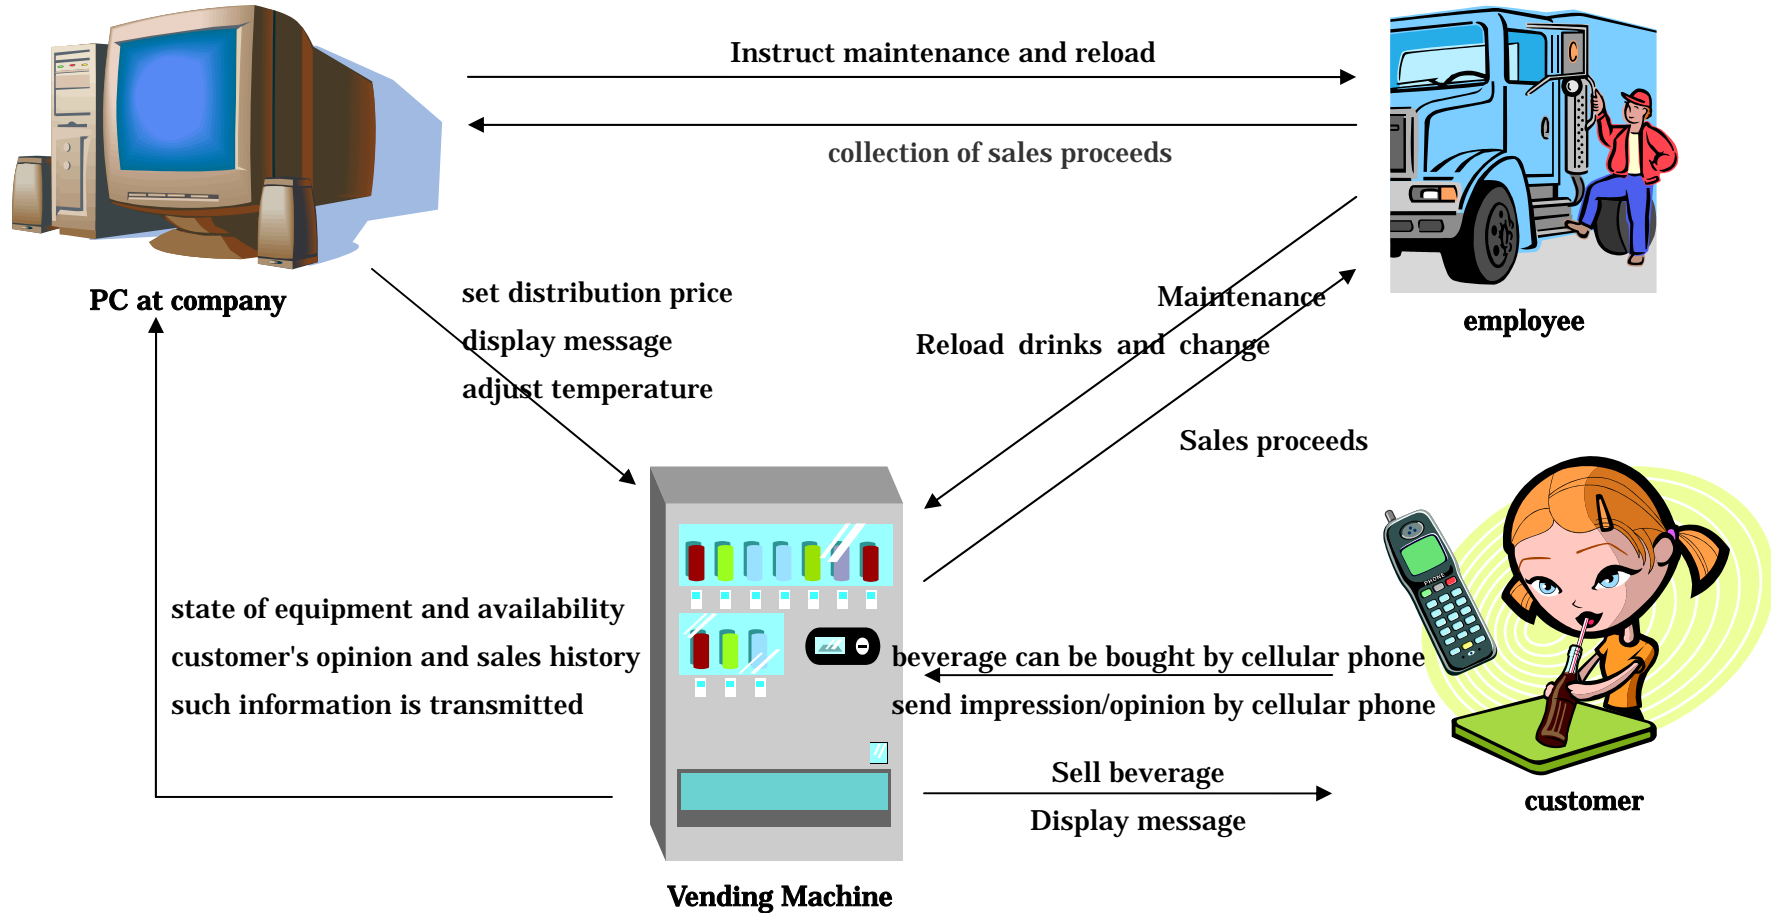 Instruct maintenance and reload
collection of sales proceeds
PC at company
employee
set distribution price
display message
adjust temperature
Maintenance
Reload drinks and change
Sales proceeds
state of equipment and availability
customer's opinion and sales history
such information is transmitted
PHONE
beverage can be bought by cellular phone
send impression/opinion by cellular phone
Sell beverage
Display message
customer
Vending Machine